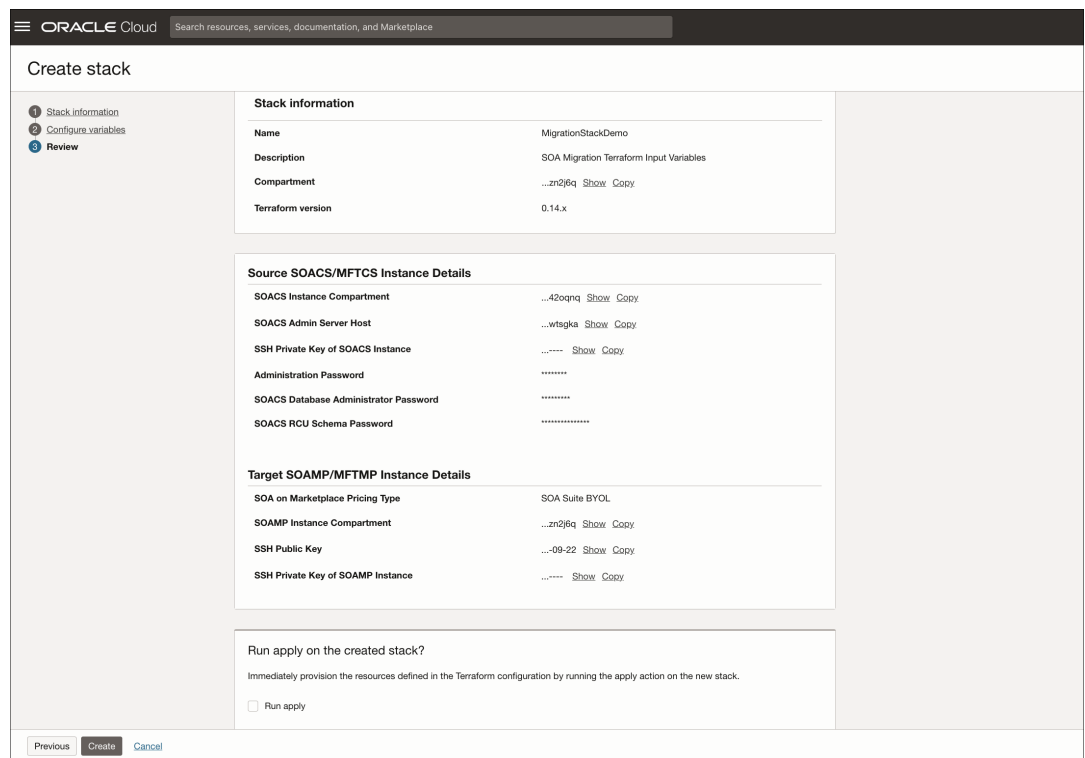 ORACLE Cloud Search resources, services, documentation, and Marketplace
Create stack
1 Stack information
2 Configure variables
3 Review
Stack information
Name MigrationStackDemo
Description SOA Migration Terraform Input Variables
Compartment ...zn2j6q Show Copy
Terraform version 0.14.x
Source SOACS/MFTCS Instance Details
SOACS Instance Compartment ...42oqnq Show Copy
SOACS Admin Server Host ...wtsgka Show Copy
SSH Private Key of SOACS Instance ...---- Show Copy
Administration Password ********
SOACS Database Administrator Password *********
SOACS RCU Schema Password ***************
Target SOAMP/MFTMP Instance Details
SOA on Marketplace Pricing Type SOA Suite BYOL
SOAMP Instance Compartment ...zn2j6q Show Copy
SSH Public Key ...-09-22 Show Copy
SSH Private Key of SOAMP Instance ...---- Show Copy
Run apply on the created stack?
Immediately provision the resources defined in the Terraform configuration by running the apply action on the new stack.
Run apply
Previous Create Cancel